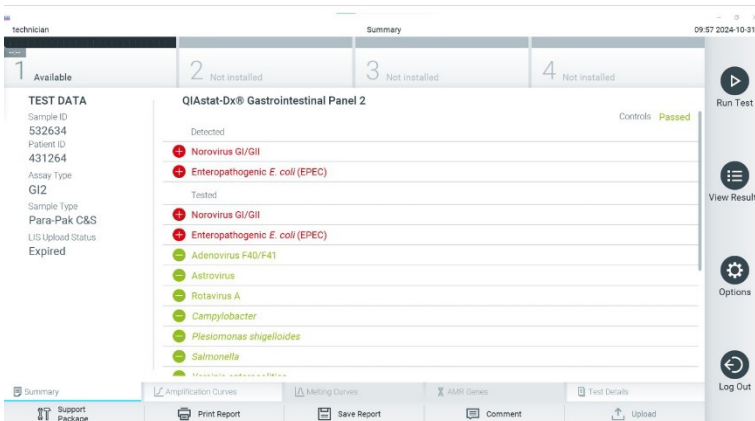 technician
Summary
09:57 2024-10-31
1 Available
2 Not installed
3 Not installed
4 Not installed
TEST DATA
Sample ID
532634
Patient ID
431264
Assay Type
GI2
Sample Type
Para-Pak C&S
LIS Upload Status
Expired
QIAstat-Dx® Gastrointestinal Panel 2
Controls Passed
Detected
Norovirus GI/GII
Enteropathogenic E. coli (EPEC)
Tested
Norovirus GI/GII
Enteropathogenic E. coli (EPEC)
Adenovirus F40/F41
Astrovirus
Rotavirus A
Campylobacter
Plesiomonas shigelloides
Salmonella
Run Test
View Result
Options
Log Out
Summary
Amplification Curves
Melting Curves
AMR Genes
Test Details
Support Package
Print Report
Save Report
Comment
Upload